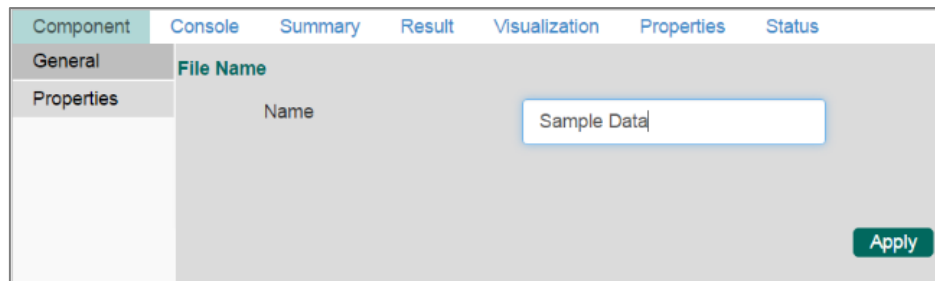 Component Console Summary Result Visualization Properties Status
General
File Name
Properties
Name
Sample Data
Apply